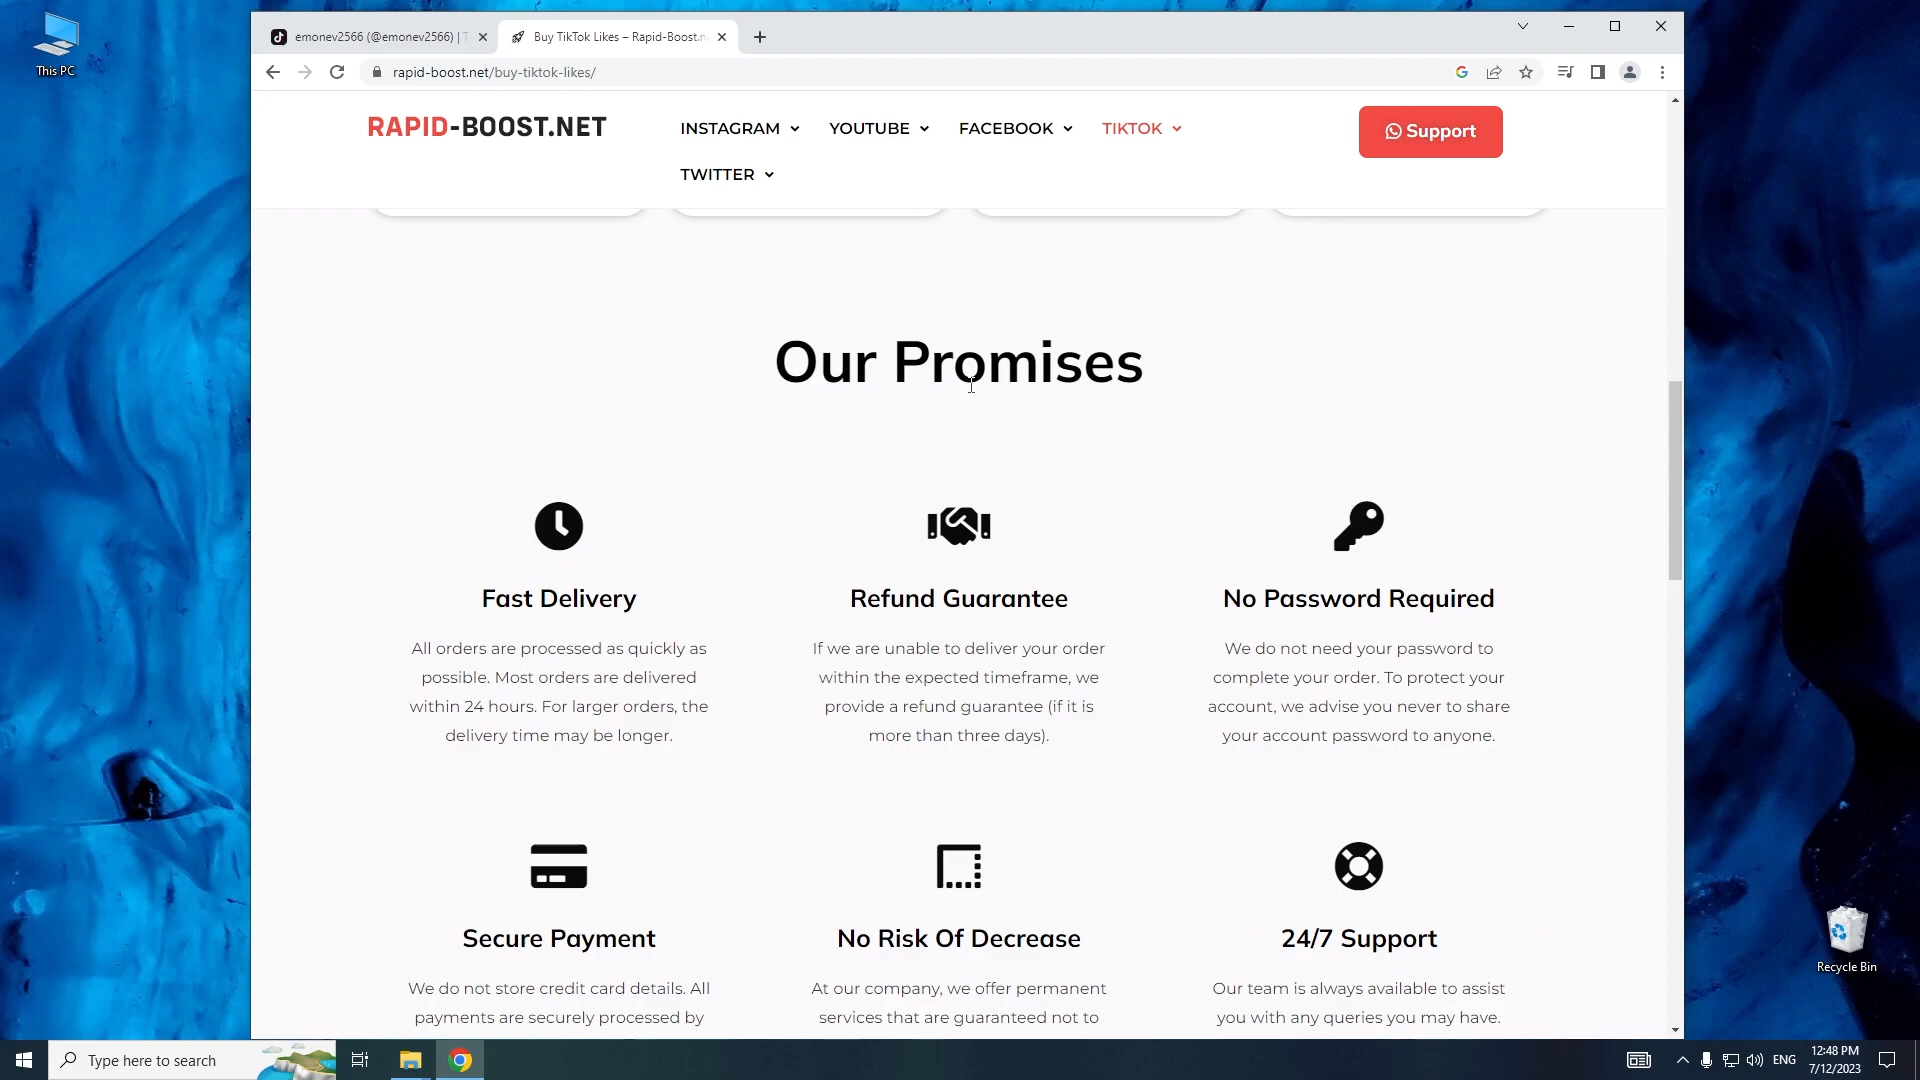 This PC
emonev2566 (@emonev2566) | T
Buy TikTok Likes – Rapid-Boost.n
rapid-boost.net/buy-tiktok-likes/
RAPID-BOOST.NET
INSTAGRAM
YOUTUBE
FACEBOOK
TIKTOK
TWITTER
Support
Our Promises
Fast Delivery
All orders are processed as quickly as
possible. Most orders are delivered
within 24 hours. For larger orders, the
delivery time may be longer.
Refund Guarantee
If we are unable to deliver your order
within the expected timeframe, we
provide a refund guarantee (if it is
more than three days).
No Password Required
We do not need your password to
complete your order. To protect your
account, we advise you never to share
your account password to anyone.
Secure Payment
We do not store credit card details. All
payments are securely processed by
No Risk Of Decrease
At our company, we offer permanent
services that are guaranteed not to
24/7 Support
Our team is always available to assist
you with any queries you may have.
Recycle Bin
Type here to search
ENG
12:48 PM
7/12/2023